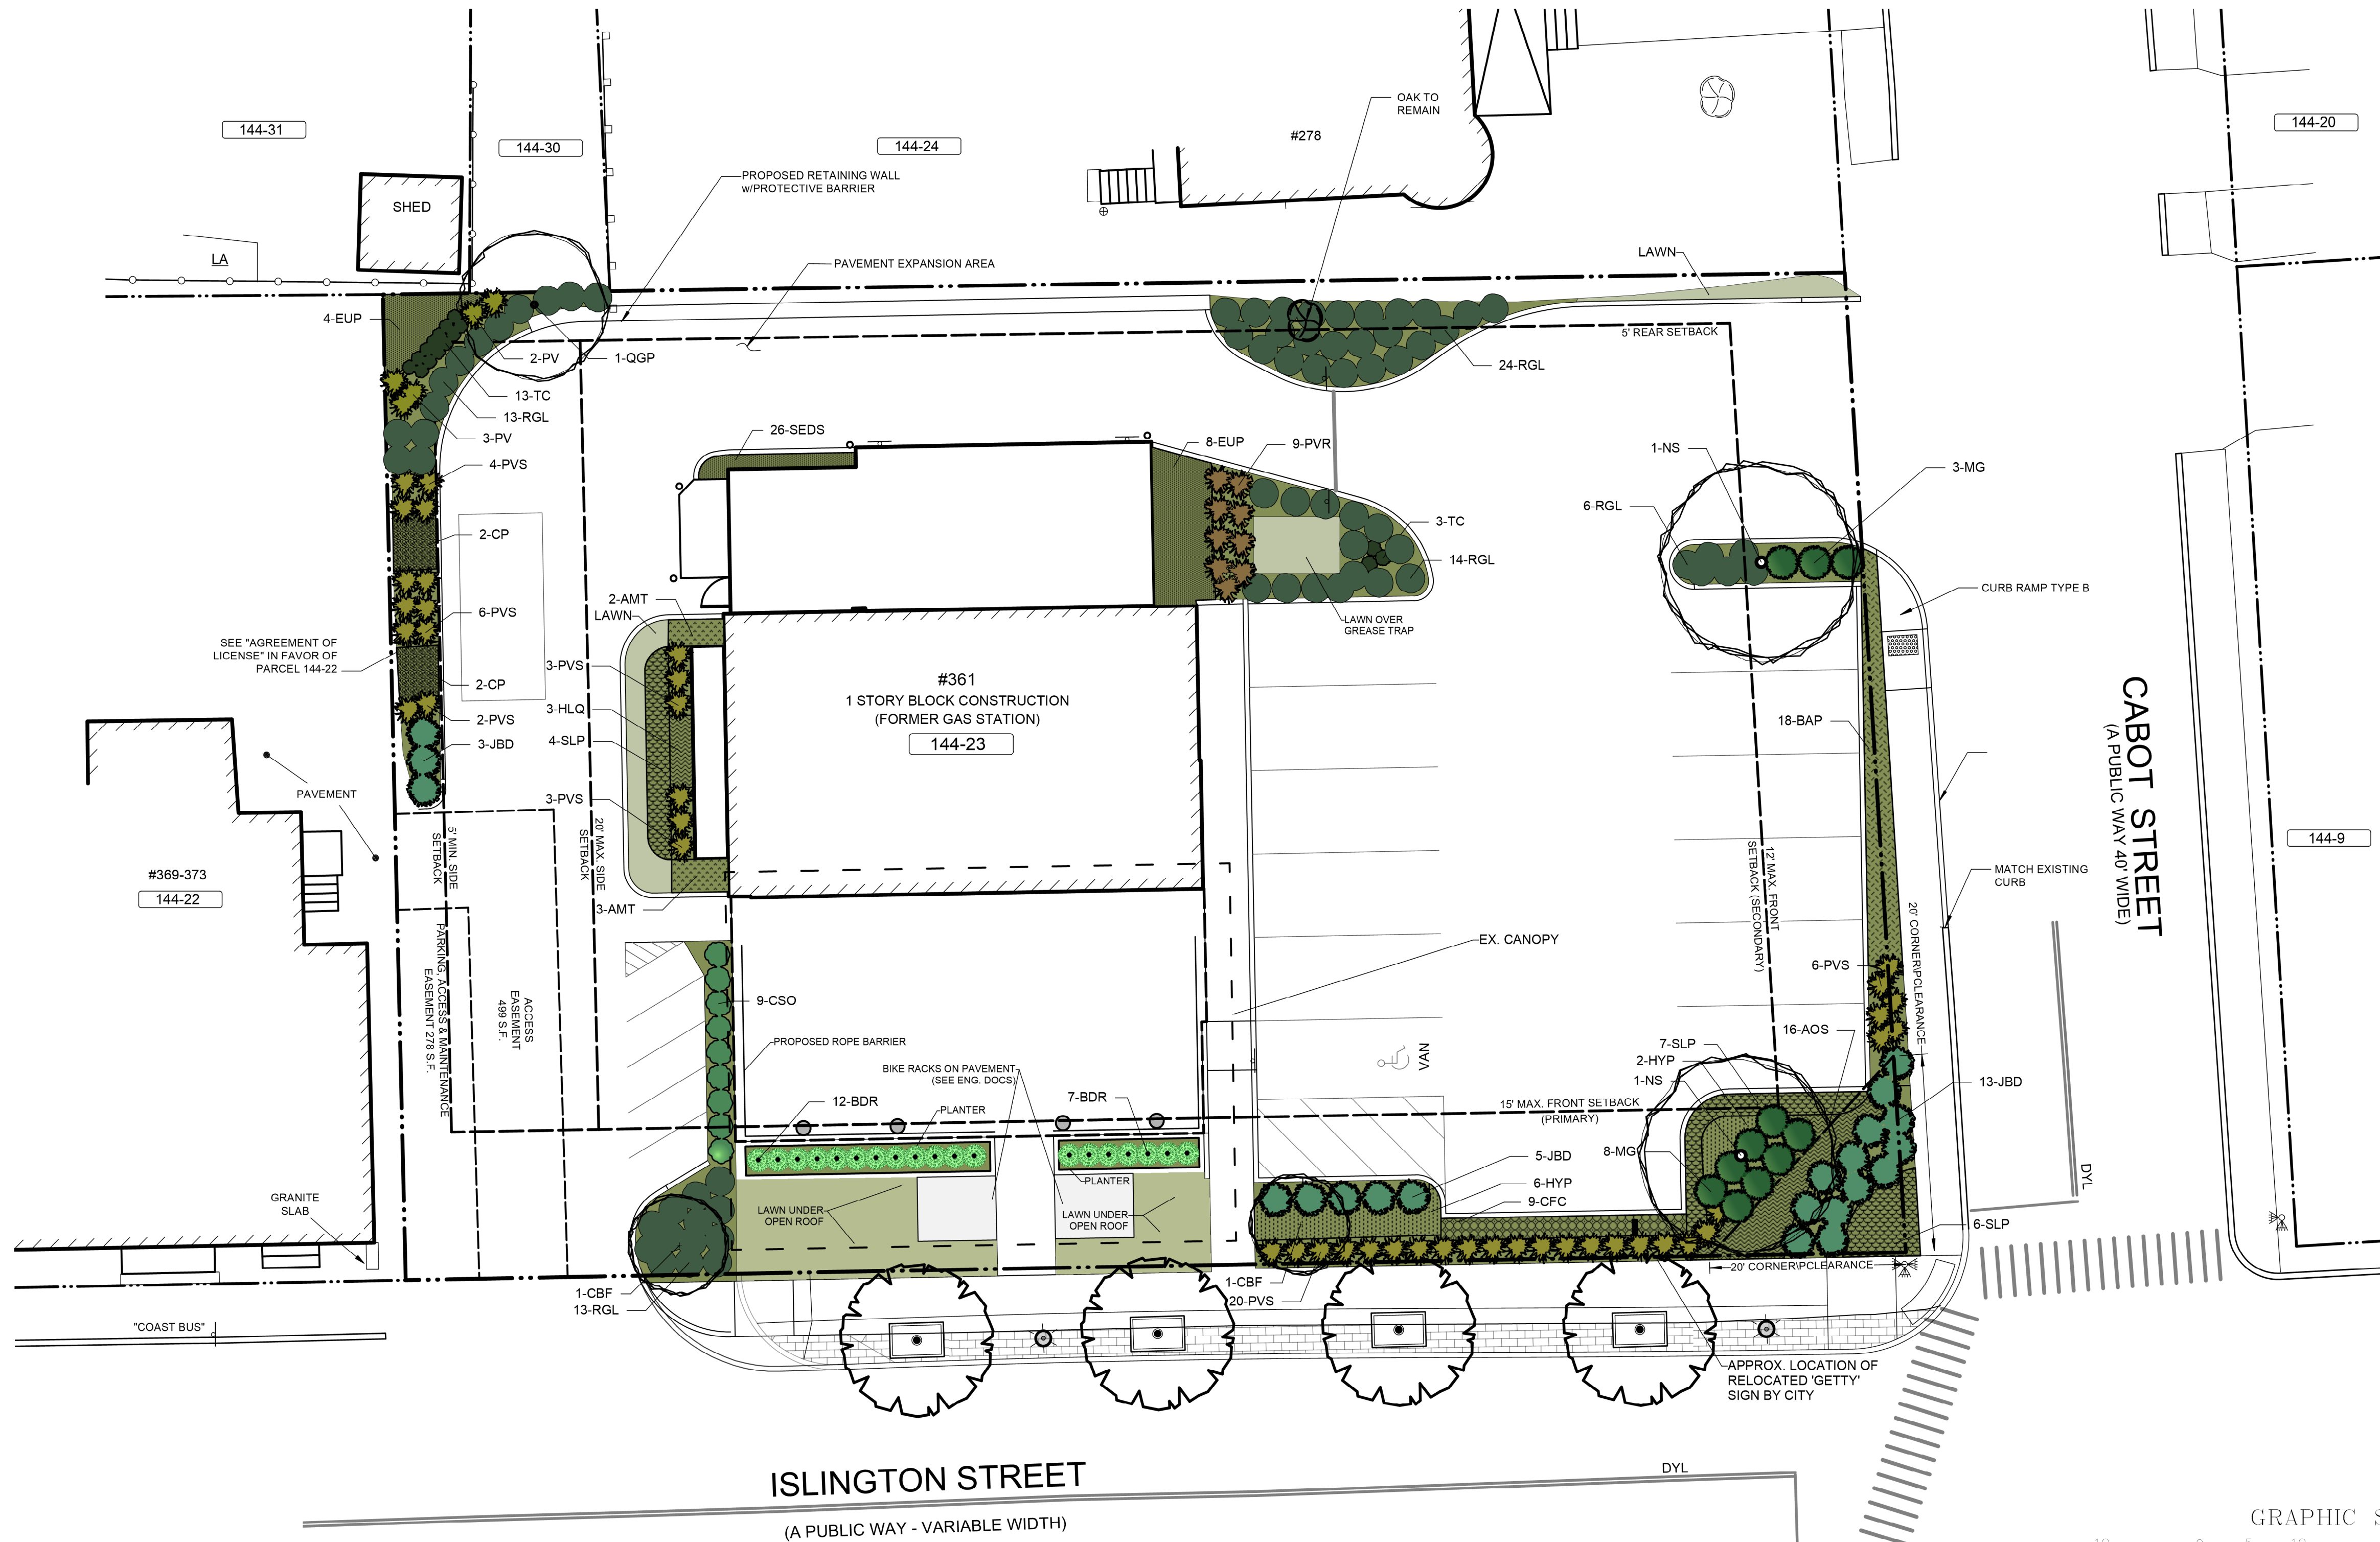 OAK TO
REMAIN
#278
144-31
144-30
144-24
144-20
PROPOSED RETAINING WALL
w/PROTECTIVE BARRIER
SHED
LA
PAVEMENT EXPANSION AREA
LAWN
4-EUP
5' REAR SETBACK
2-PV
1-QGP
24-RGL
13-TC
13-RGL
3-PV
26-SEDS
8-EUP
9-PVR
1-NS
3-MG
4-PVS
6-RGL
2-CP
3-TC
14-RGL
CURB RAMP TYPE B
2-AMT
LAWN
6-PVS
LAWN OVER
GREASE TRAP
SEE "AGREEMENT OF
LICENSE" IN FAVOR OF
PARCEL 144-22
3-PVS
2-CP
#361
1 STORY BLOCK CONSTRUCTION
(FORMER GAS STATION)
144-23
3-HLQ
2-PVS
4-SLP
3-JBD
18-BAP
CABOT STREET
(A PUBLIC WAY 40' WIDE)
PAVEMENT
3-PVS
5' MIN. SIDE
SETBACK
20' MAX. SIDE
SETBACK
12' MAX. FRONT
SETBACK (SECONDARY)
144-9
#369-373
144-22
MATCH EXISTING
CURB
3-AMT
20' CORNER\PCLEARANCE
EX. CANOPY
PARKING, ACCESS & MAINTENANCE
EASEMENT 278 S.F.
ACCESS
EASEMENT
499 S.F.
6-PVS
9-CSO
16-AOS
PROPOSED ROPE BARRIER
VAN
7-SLP
2-HYP
1-NS
BIKE RACKS ON PAVEMENT
(SEE ENG. DOCS)
13-JBD
12-BDR
PLANTER
7-BDR
15' MAX. FRONT SETBACK
(PRIMARY)
5-JBD
8-MG
DYL
PLANTER
6-HYP
9-CFC
GRANITE
SLAB
LAWN UNDER
OPEN ROOF
LAWN UNDER
OPEN ROOF
6-SLP
20' CORNER\PCLEARANCE
1-CBF
13-RGL
1-CBF
20-PVS
"COAST BUS"
APPROX. LOCATION OF
RELOCATED 'GETTY'
SIGN BY CITY
ISLINGTON STREET
DYL
(A PUBLIC WAY - VARIABLE WIDTH)
GRAPHIC S